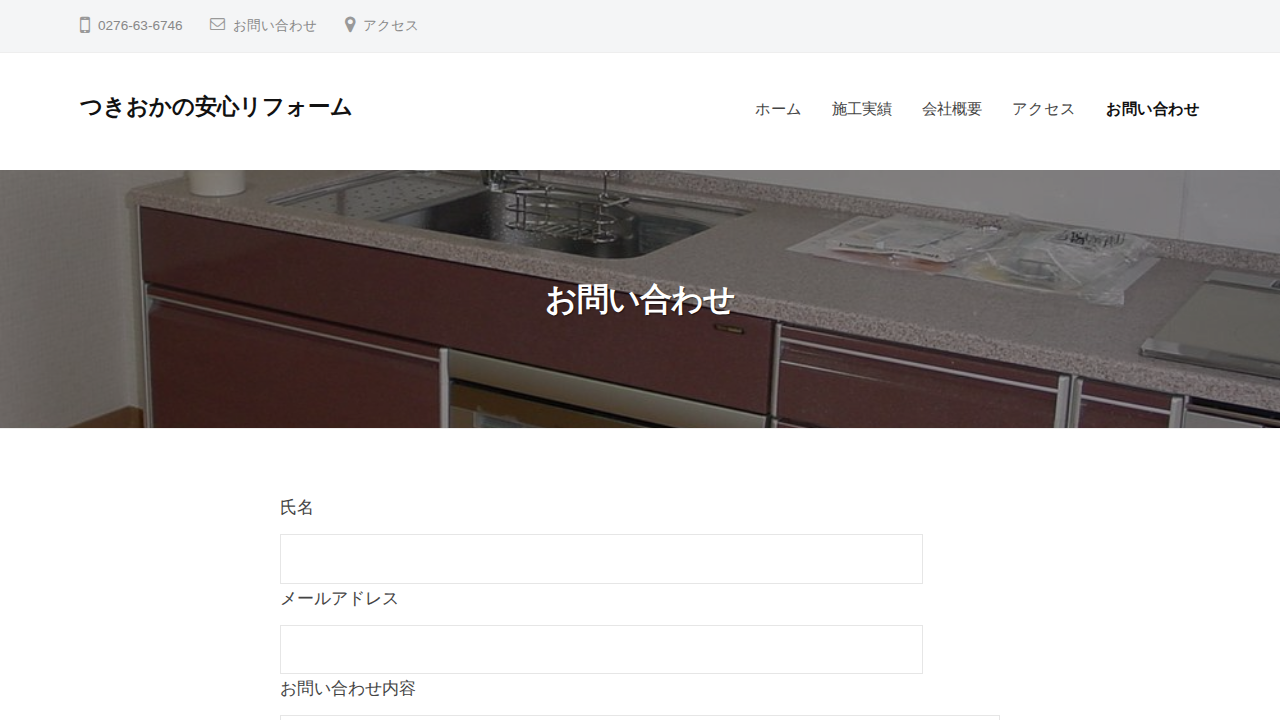 0276-63-6746 お問い合わせ アクセス
つきおかの安心リフォーム
ホーム 施工実績 会社概要 アクセス お問い合わせ
お問い合わせ
氏名
メールアドレス
お問い合わせ内容